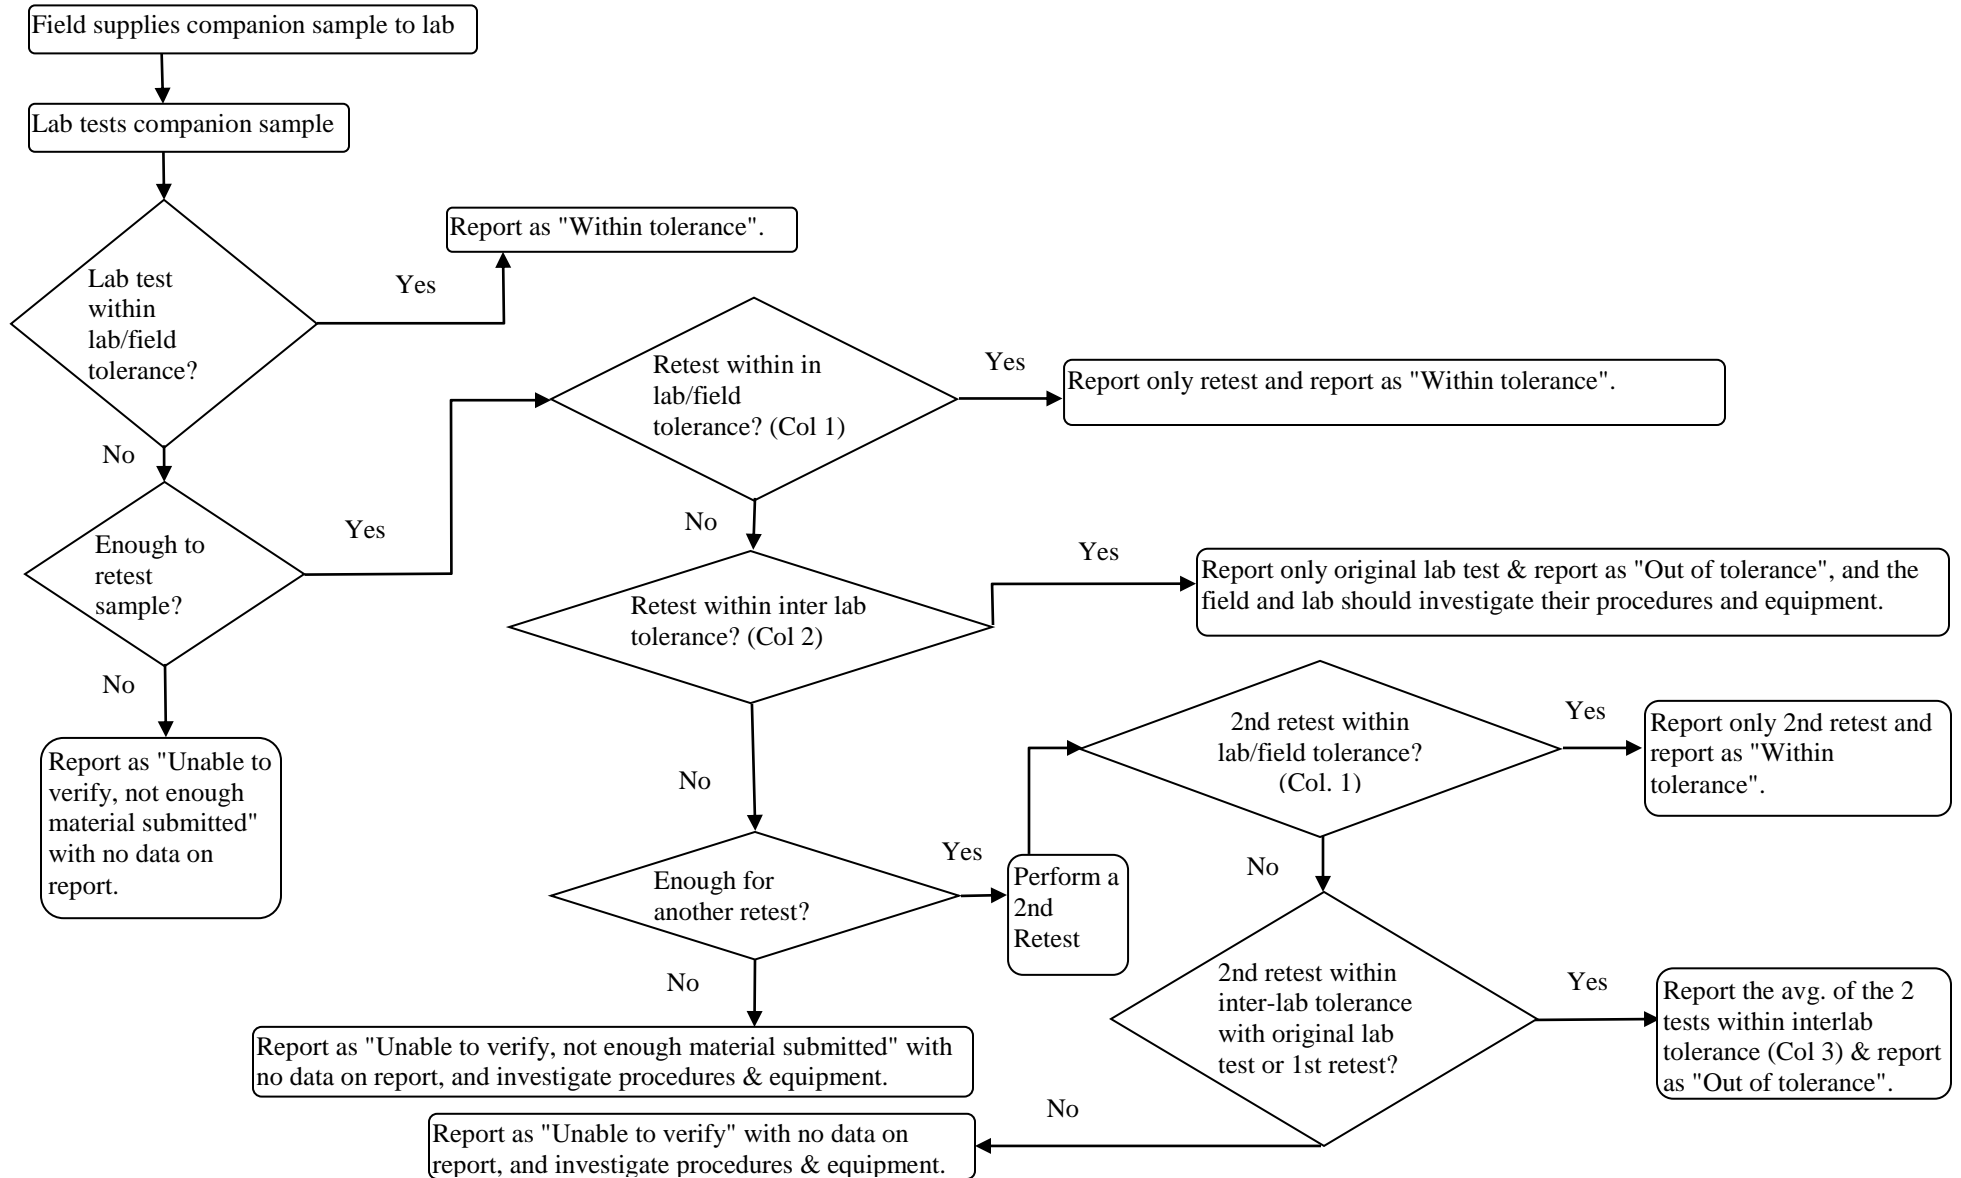 Field supplies companion sample to lab
Lab tests companion sample
Lab test
within
lab/field
tolerance?
Yes
Report as "Within tolerance".
No
Enough to
retest
sample?
Yes
No
Report as "Unable to
verify, not enough
material submitted"
with no data on
report.
Retest within in
lab/field
tolerance? (Col 1)
Yes
Report only retest and report as "Within tolerance".
No
Retest within inter lab
tolerance? (Col 2)
Yes
Report only original lab test & report as "Out of tolerance", and the
field and lab should investigate their procedures and equipment.
No
Enough for
another retest?
Yes
Perform a
2nd
Retest
No
Report as "Unable to verify, not enough material submitted" with
no data on report, and investigate procedures & equipment.
2nd retest within
lab/field tolerance?
(Col. 1)
Yes
Report only 2nd retest and
report as "Within
tolerance".
No
2nd retest within
inter-lab tolerance
with original lab
test or 1st retest?
Yes
Report the avg. of the 2
tests within interlab
tolerance (Col 3) & report
as "Out of tolerance".
No
Report as "Unable to verify" with no data on
report, and investigate procedures & equipment.